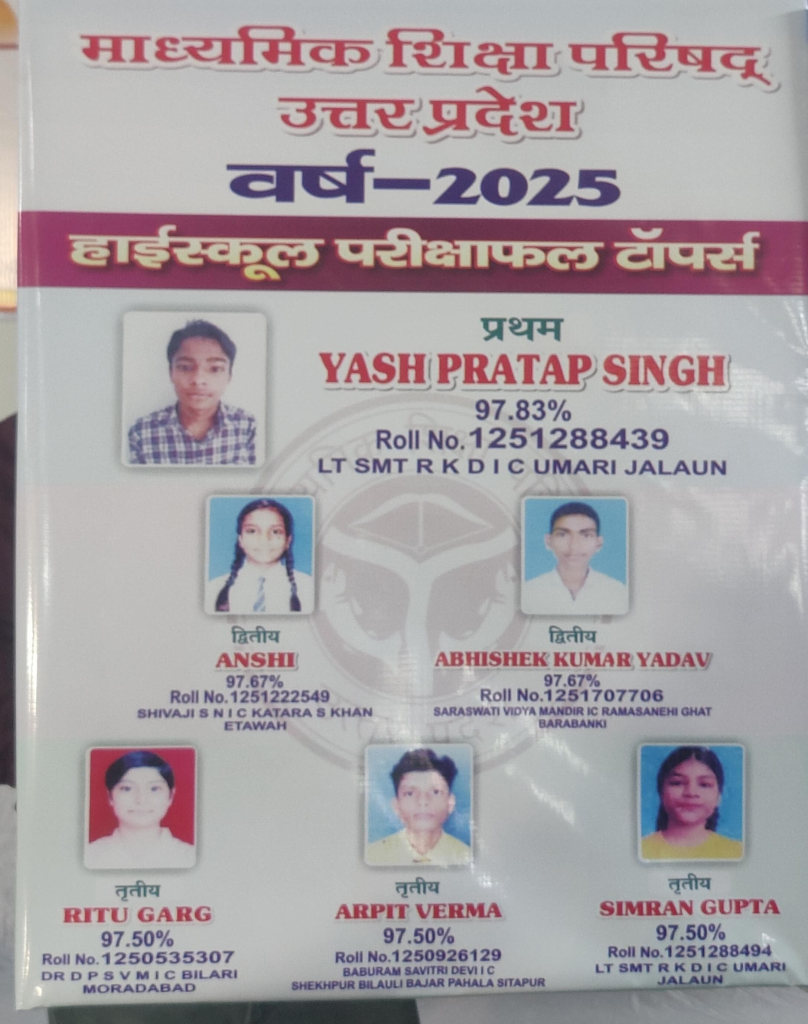 माध्यमिक शिक्षा परिषद्
उत्तर प्रदेश
वर्ष–2025
हाईस्कूल परीक्षाफल टॉपर्स
प्रथम
YASH PRATAP SINGH
97.83%
Roll No.1251288439
LT SMT R K D I C UMARI JALAUN
द्वितीय
ANSHI
97.67%
Roll No.1251222549
SHIVAJI S N I C KATARA S KHAN
ETAWAH
द्वितीय
ABHISHEK KUMAR YADAV
97.67%
Roll No.1251707706
SARASWATI VIDYA MANDIR IC RAMASANEHI GHAT
BARABANKI
तृतीय
RITU GARG
97.50%
Roll No.1250535307
DR D P S V M I C BILARI
MORADABAD
तृतीय
ARPIT VERMA
97.50%
Roll No.1250926129
BABURAM SAVITRI DEVI I C
SHEKHPUR BILAULI BAJAR PAHALA SITAPUR
तृतीय
SIMRAN GUPTA
97.50%
Roll No.1251288494
LT SMT R K D I C UMARI
JALAUN